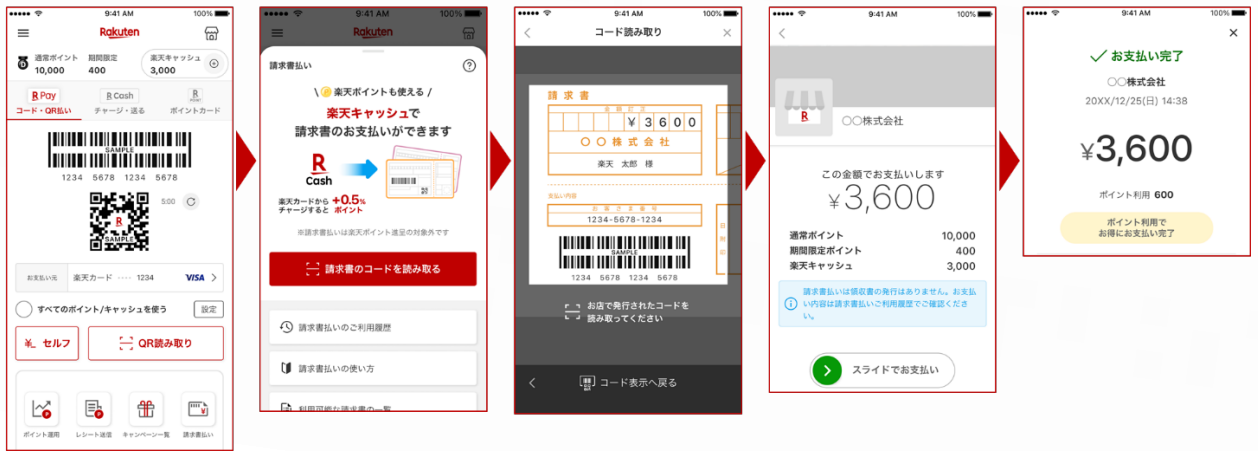 9:41 AM
100%
Rakuten
通常ポイント
10,000
期間限定
400
楽天キャッシュ
3,000
R Pay
コード・QR払い
R Cash
チャージ・送る
R
POINT
ポイントカード
SAMPLE
1234 5678 1234 5678
5:00
R
SAMPLE
お支払い元
楽天カード ···· 1234
VISA
すべてのポイント/キャッシュを使う
設定
セルフ
QR読み取り
ポイント運用
レシート送信
キャンペーン一覧
請求書払い
9:41 AM
100%
Rakuten
請求書払い
\ 楽天ポイントも使える /
楽天キャッシュで
請求書のお支払いができます
R
Cash
楽天カードから
チャージすると
+0.5%
ポイント
※請求書払いは楽天ポイント進呈の対象外です
請求書のコードを読み取る
請求書払いのご利用履歴
請求書払いの使い方
利用可能な請求書の一覧
9:41 AM
100%
コード読み取り
請求書
金額訂正
¥3600
○○株式会社
楽天 太郎 様
支払い内容
お客さま番号
1234-5678-1234
SAMPLE
1234 5678 1234 5678
日
附
印
お店で発行されたコードを
読み取ってください
コード表示へ戻る
9:41 AM
100%
R
○○株式会社
この金額でお支払いします
¥3,600
通常ポイント 10,000
期間限定ポイント 400
楽天キャッシュ 3,000
請求書払いは領収書の発行はありません。お支払
い内容は請求書払いご利用履歴でご確認くださ
い。
スライドでお支払い
9:41 AM
100%
お支払い完了
○○株式会社
20XX/12/25(日) 14:38
¥3,600
ポイント利用 600
ポイント利用で
お得にお支払い完了